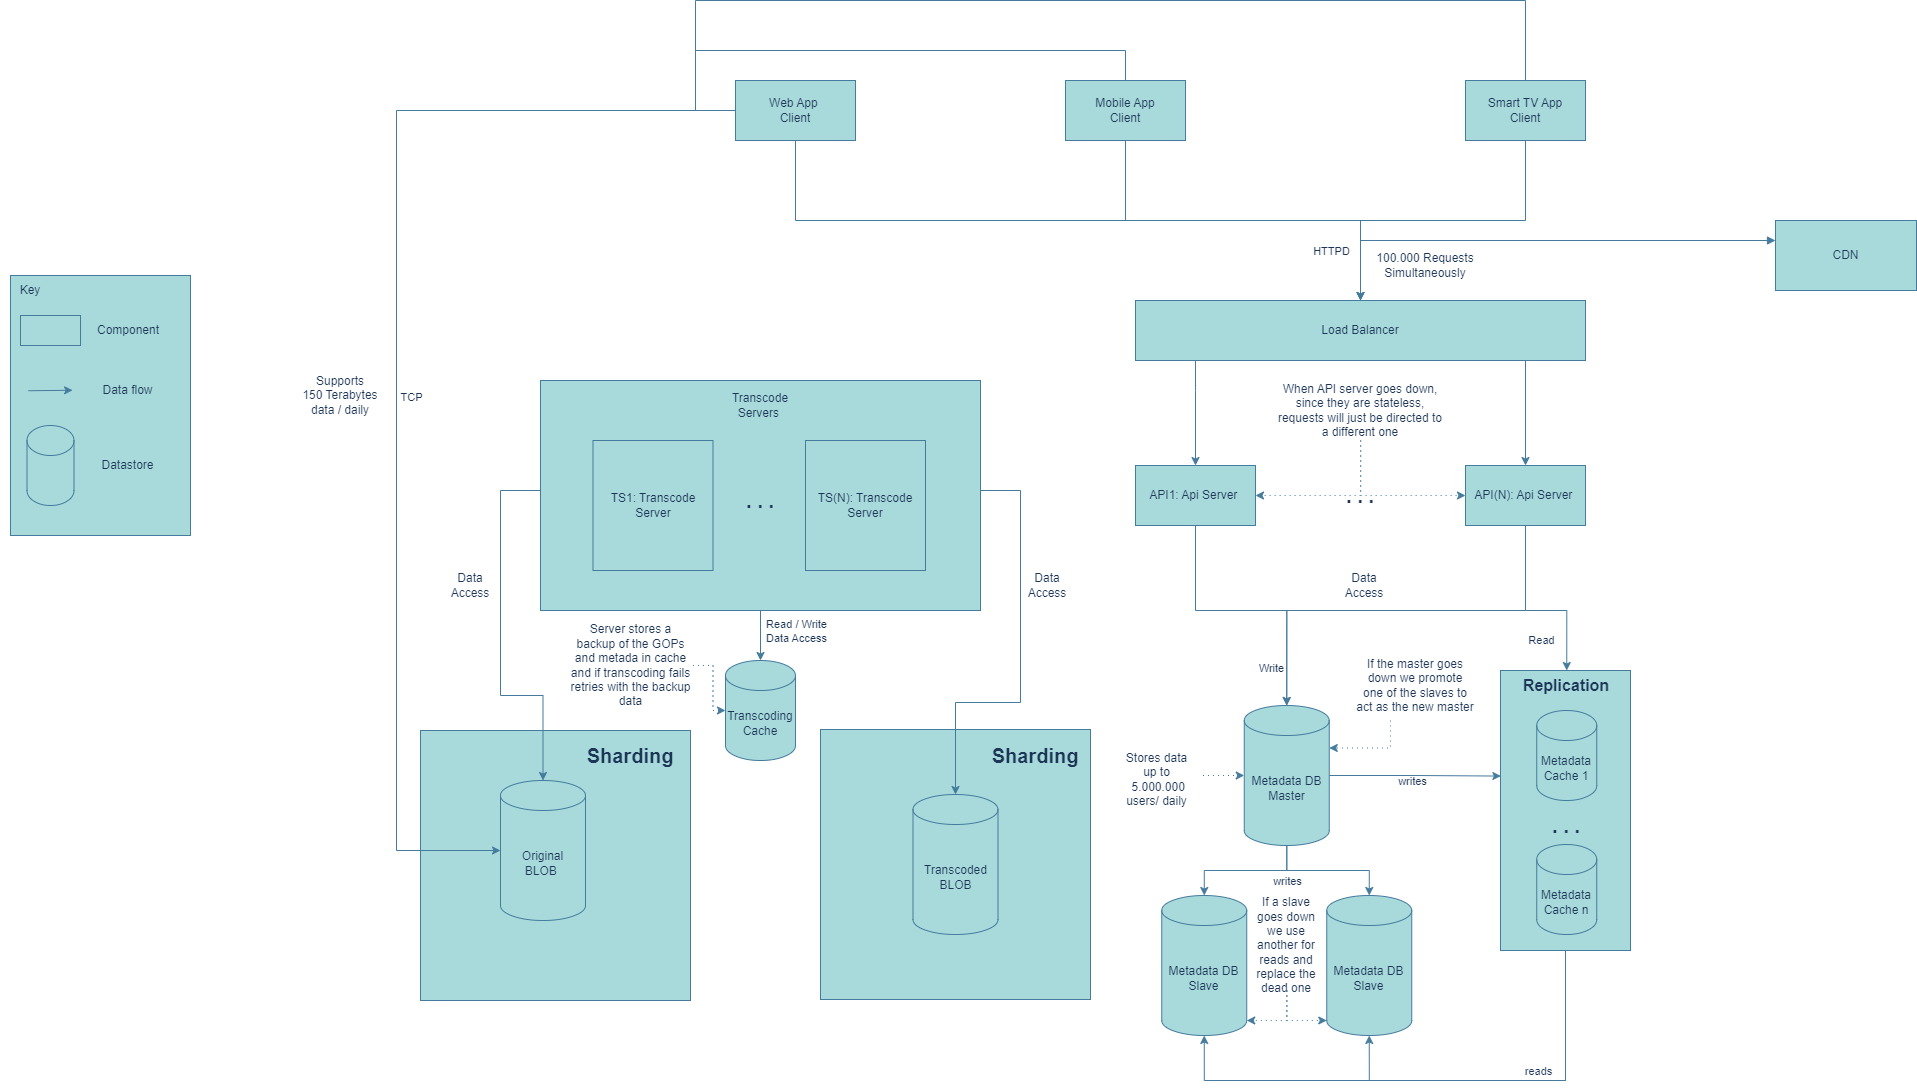 Web App
Client
Mobile App
Client
Smart TV App
Client
HTTPD
100.000 Requests
Simultaneously
CDN
Key
Component
Data flow
Datastore
Load Balancer
Supports
150 Terabytes
data / daily
TCP
Transcode
Servers
TS1: Transcode
Server
. . .
TS(N): Transcode
Server
When API server goes down,
since they are stateless,
requests will just be directed to
a different one
API1: Api Server
. . .
API(N): Api Server
Data
Access
Data
Access
Data
Access
Server stores a
backup of the GOPs
and metada in cache
and if transcoding fails
retries with the backup
data
Read / Write
Data Access
Transcoding
Cache
Write
Read
If the master goes
down we promote
one of the slaves to
act as the new master
Replication
Metadata
Cache 1
. . .
Metadata
Cache n
Sharding
Original
BLOB
Sharding
Transcoded
BLOB
Stores data
up to
5.000.000
users/ daily
Metadata DB
Master
writes
writes
If a slave
goes down
we use
another for
reads and
replace the
dead one
Metadata DB
Slave
Metadata DB
Slave
reads